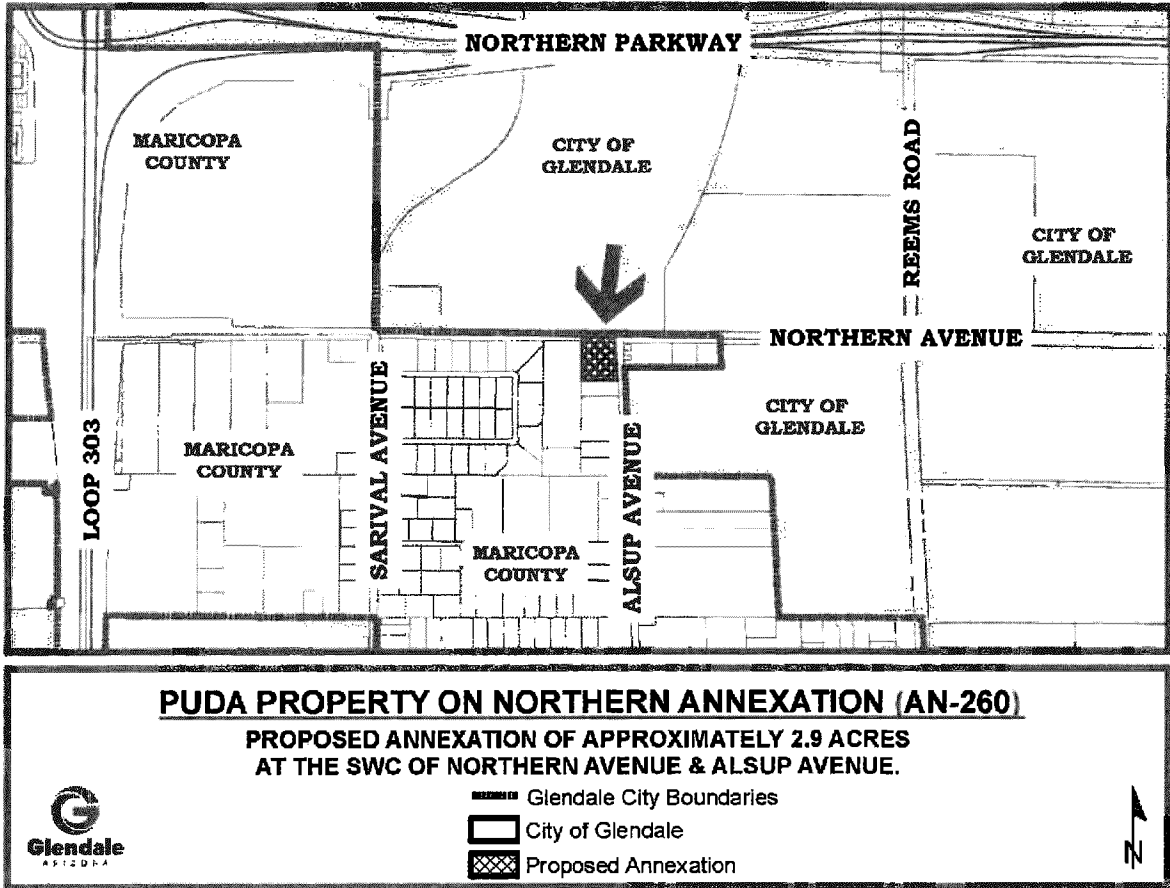 NORTHERN PARKWAY
MARICOPA
COUNTY
CITY OF
GLENDALE
REEMS ROAD
CITY OF
GLENDALE
NORTHERN AVENUE
LOOP 303
MARICOPA
COUNTY
SARIVAL AVENUE
MARICOPA
COUNTY
ALSUP AVENUE
CITY OF
GLENDALE
PUDA PROPERTY ON NORTHERN ANNEXATION (AN-260)
PROPOSED ANNEXATION OF APPROXIMATELY 2.9 ACRES
AT THE SWC OF NORTHERN AVENUE & ALSUP AVENUE.
Glendale City Boundaries
City of Glendale
Proposed Annexation
Glendale
ARIZONA
N